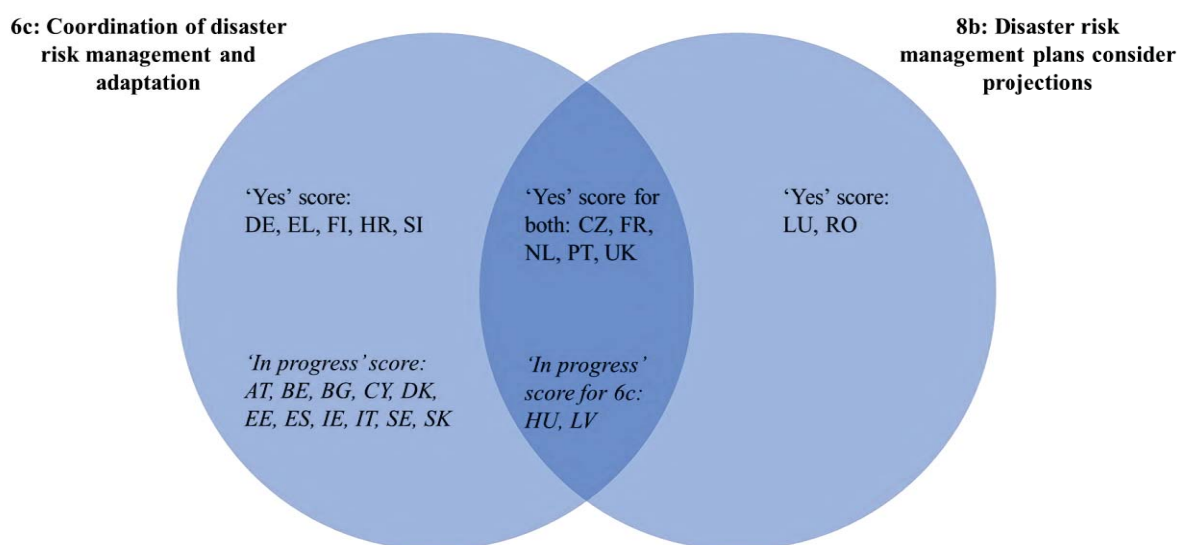 6c: Coordination of disaster
risk management and
adaptation
8b: Disaster risk
management plans consider
projections
‘Yes’ score:
DE, EL, FI, HR, SI
‘Yes’ score for
both: CZ, FR,
NL, PT, UK
‘Yes’ score:
LU, RO
‘In progress’ score:
AT, BE, BG, CY, DK,
EE, ES, IE, IT, SE, SK
‘In progress’
score for 6c:
HU, LV